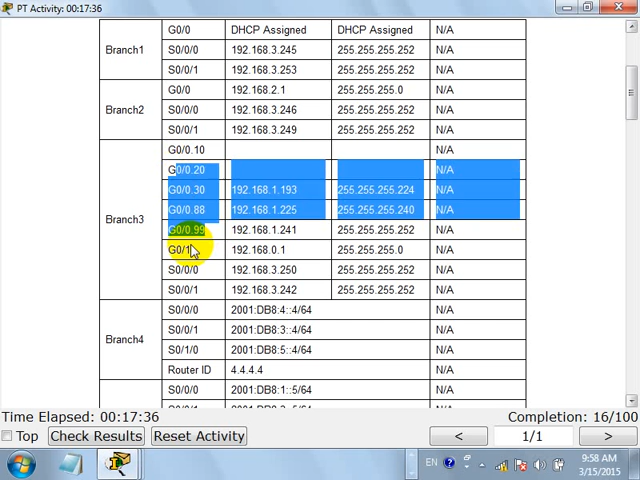 PT Activity: 00:17:36
G0/0 DHCP Assigned DHCP Assigned N/A
Branch1 S0/0/0 192.168.3.245 255.255.255.252 N/A
S0/0/1 192.168.3.253 255.255.255.252 N/A
G0/0 192.168.2.1 255.255.255.0 N/A
Branch2 S0/0/0 192.168.3.246 255.255.255.252 N/A
S0/0/1 192.168.3.249 255.255.255.252 N/A
G0/0.10 N/A
G0/0.20 N/A
G0/0.30 192.168.1.193 255.255.255.224 N/A
Branch3 G0/0.88 192.168.1.225 255.255.255.240 N/A
G0/0.99 192.168.1.241 255.255.255.252 N/A
G0/1 192.168.0.1 255.255.255.0 N/A
S0/0/0 192.168.3.250 255.255.255.252 N/A
S0/0/1 192.168.3.242 255.255.255.252 N/A
S0/0/0 2001:DB8:4::4/64 N/A
Branch4 S0/0/1 2001:DB8:3::4/64 N/A
S0/1/0 2001:DB8:5::4/64 N/A
Router ID 4.4.4.4 N/A
S0/0/0 2001:DB8:1::5/64 N/A
Time Elapsed: 00:17:36 Completion: 16/100
Top Check Results Reset Activity < 1/1 >
EN 9:58 AM
3/15/2015